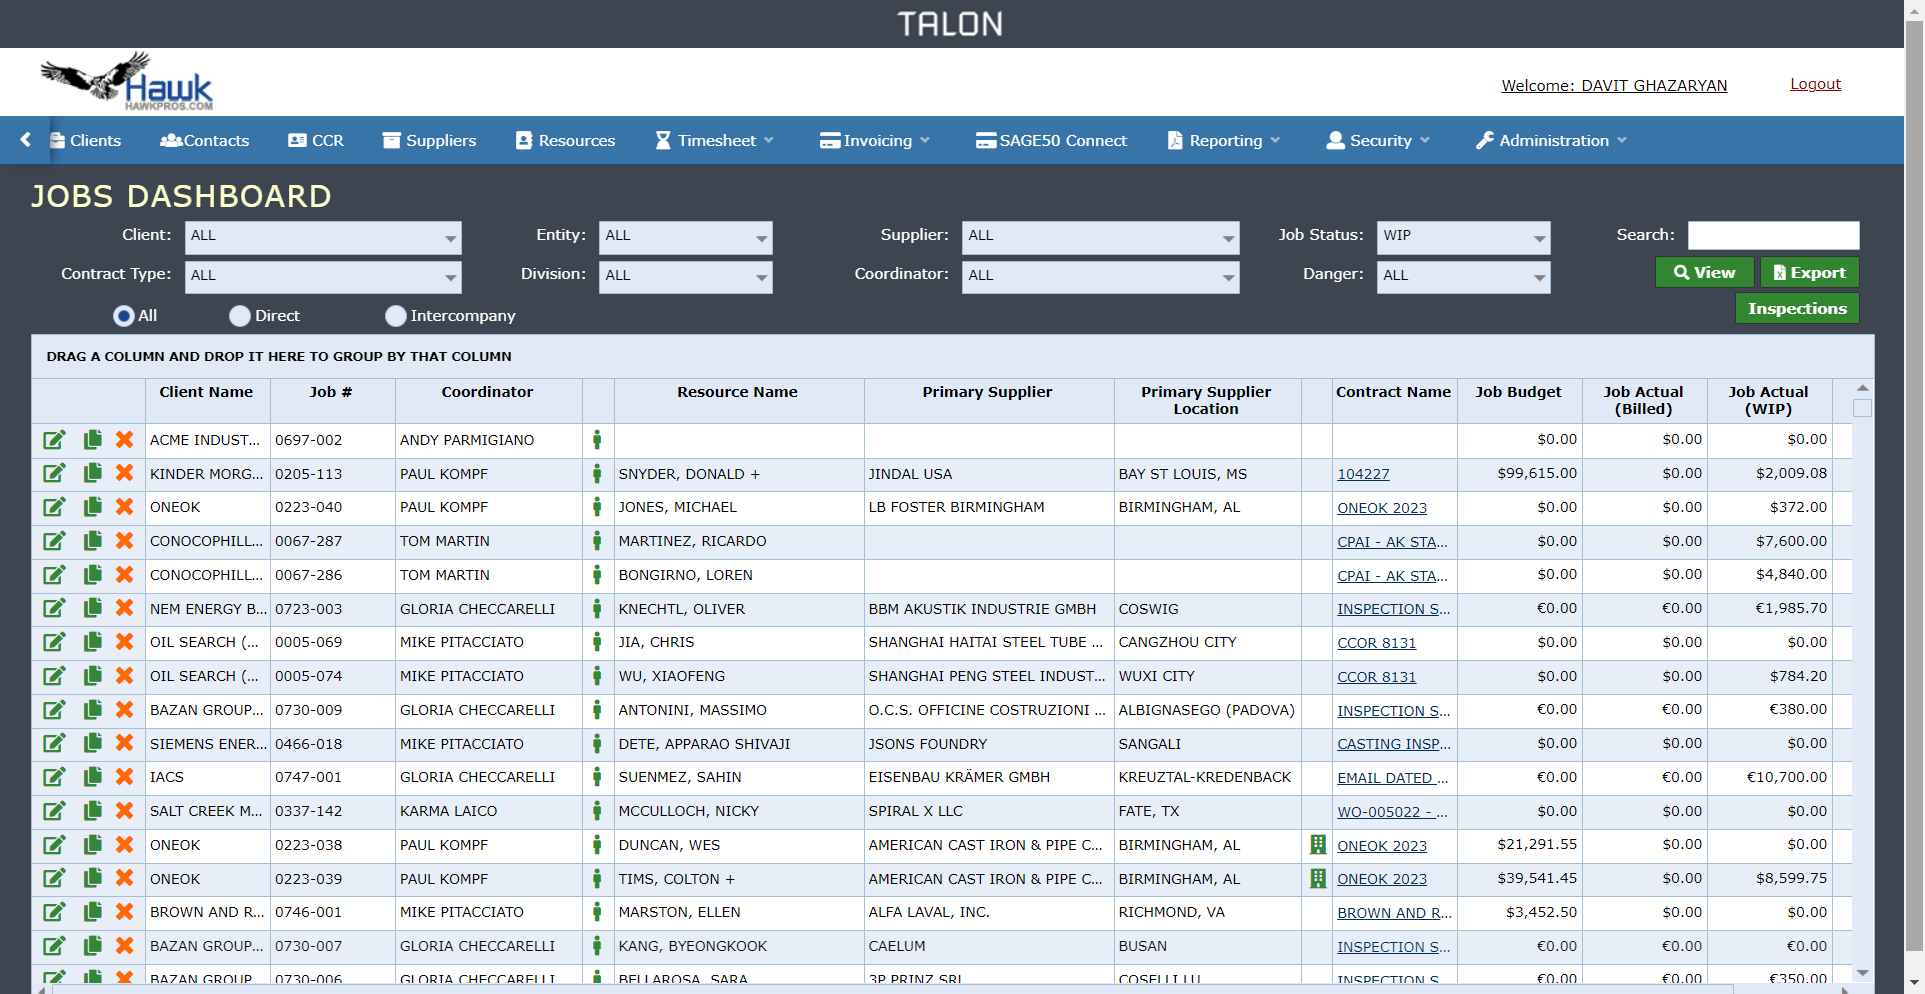 TALON
Hawk
HAWKPROS.COM
Welcome: DAVIT GHAZARYAN
Logout
Clients Contacts CCR Suppliers Resources Timesheet Invoicing SAGE50 Connect Reporting Security Administration
JOBS DASHBOARD
Client: ALL Entity: ALL Supplier: ALL Job Status: WIP Search:
Contract Type: ALL Division: ALL Coordinator: ALL Danger: ALL View Export
All Direct Intercompany Inspections
DRAG A COLUMN AND DROP IT HERE TO GROUP BY THAT COLUMN
Client Name Job # Coordinator Resource Name Primary Supplier Primary Supplier Location Contract Name Job Budget Job Actual (Billed) Job Actual (WIP)
ACME INDUST... 0697-002 ANDY PARMIGIANO $0.00 $0.00 $0.00
KINDER MORG... 0205-113 PAUL KOMPF SNYDER, DONALD + JINDAL USA BAY ST LOUIS, MS 104227 $99,615.00 $0.00 $2,009.08
ONEOK 0223-040 PAUL KOMPF JONES, MICHAEL LB FOSTER BIRMINGHAM BIRMINGHAM, AL ONEOK 2023 $0.00 $0.00 $372.00
CONOCOPHILL... 0067-287 TOM MARTIN MARTINEZ, RICARDO CPAI - AK STA... $0.00 $0.00 $7,600.00
CONOCOPHILL... 0067-286 TOM MARTIN BONGIRNO, LOREN CPAI - AK STA... $0.00 $0.00 $4,840.00
NEM ENERGY B... 0723-003 GLORIA CHECCARELLI KNECHTL, OLIVER BBM AKUSTIK INDUSTRIE GMBH COSWIG INSPECTION S... €0.00 €0.00 €1,985.70
OIL SEARCH (... 0005-069 MIKE PITACCIATO JIA, CHRIS SHANGHAI HAITAI STEEL TUBE ... CANGZHOU CITY CCOR 8131 $0.00 $0.00 $0.00
OIL SEARCH (... 0005-074 MIKE PITACCIATO WU, XIAOFENG SHANGHAI PENG STEEL INDUST... WUXI CITY CCOR 8131 $0.00 $0.00 $784.20
BAZAN GROUP... 0730-009 GLORIA CHECCARELLI ANTONINI, MASSIMO O.C.S. OFFICINE COSTRUZIONI ... ALBIGNASEGO (PADOVA) INSPECTION S... €0.00 €0.00 €380.00
SIEMENS ENER... 0466-018 MIKE PITACCIATO DETE, APPARAO SHIVAJI JSONS FOUNDRY SANGALI CASTING INSP... $0.00 $0.00 $0.00
IACS 0747-001 GLORIA CHECCARELLI SUENMEZ, SAHIN EISENBAU KRÄMER GMBH KREUZTAL-KREDENBACK EMAIL DATED ... €0.00 €0.00 €10,700.00
SALT CREEK M... 0337-142 KARMA LAICO MCCULLOCH, NICKY SPIRAL X LLC FATE, TX WO-005022 - ... $0.00 $0.00 $0.00
ONEOK 0223-038 PAUL KOMPF DUNCAN, WES AMERICAN CAST IRON & PIPE C... BIRMINGHAM, AL ONEOK 2023 $21,291.55 $0.00 $0.00
ONEOK 0223-039 PAUL KOMPF TIMS, COLTON + AMERICAN CAST IRON & PIPE C... BIRMINGHAM, AL ONEOK 2023 $39,541.45 $0.00 $8,599.75
BROWN AND R... 0746-001 MIKE PITACCIATO MARSTON, ELLEN ALFA LAVAL, INC. RICHMOND, VA BROWN AND R... $3,452.50 $0.00 $0.00
BAZAN GROUP... 0730-007 GLORIA CHECCARELLI KANG, BYEONGKOOK CAELUM BUSAN INSPECTION S... €0.00 €0.00 €0.00
BAZAN GROUP... 0730-006 GLORIA CHECCARELLI BELLAROSA, SARA 3P PRINZ SRL COSELLI LU INSPECTION S... €0.00 €0.00 €350.00